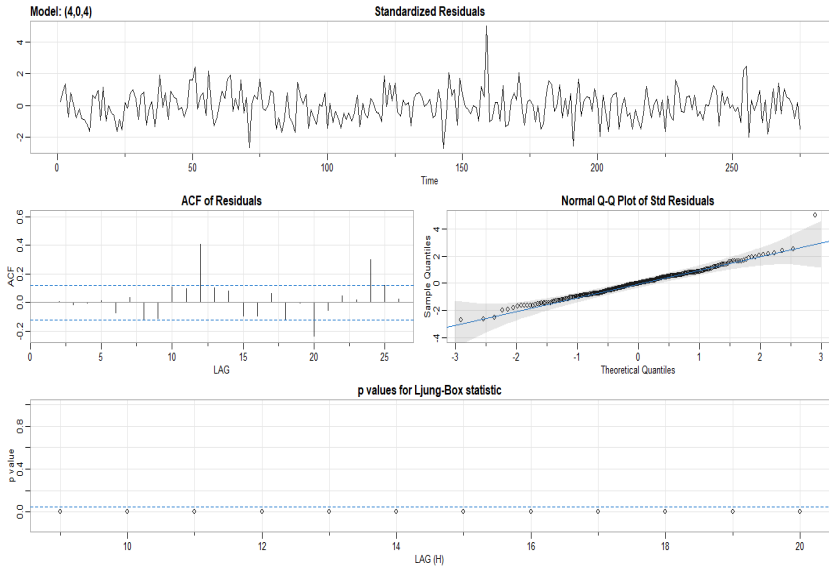 Model: (4,0,4) Standardized Residuals
4
2
0
-2
0 50 100 150 200 250
Time
ACF of Residuals
0.6
0.4
0.2
0.0
-0.2
ACF
0 5 10 15 20 25
LAG
Normal Q-Q Plot of Std Residuals
4
2
0
-2
-4
Sample Quantiles
-3 -2 -1 0 1 2 3
Theoretical Quantiles
p values for Ljung-Box statistic
0.8
0.4
0.0
p value
10 12 14 16 18 20
LAG (H)